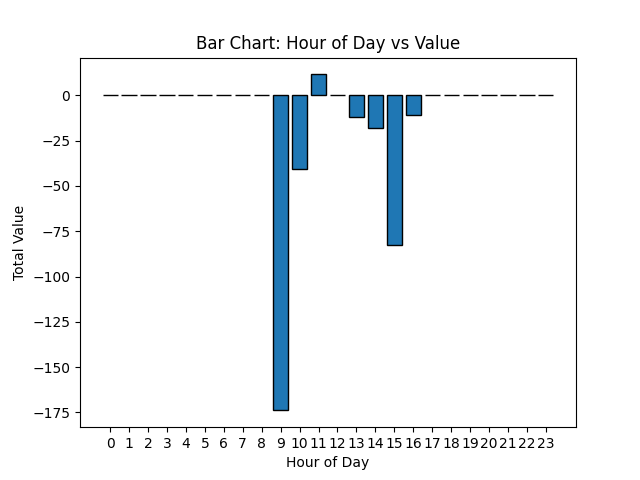 Bar Chart: Hour of Day vs Value
Total Value
0
−25
−50
−75
−100
−125
−150
−175
0 1 2 3 4 5 6 7 8 9 10 11 12 13 14 15 16 17 18 19 20 21 22 23
Hour of Day